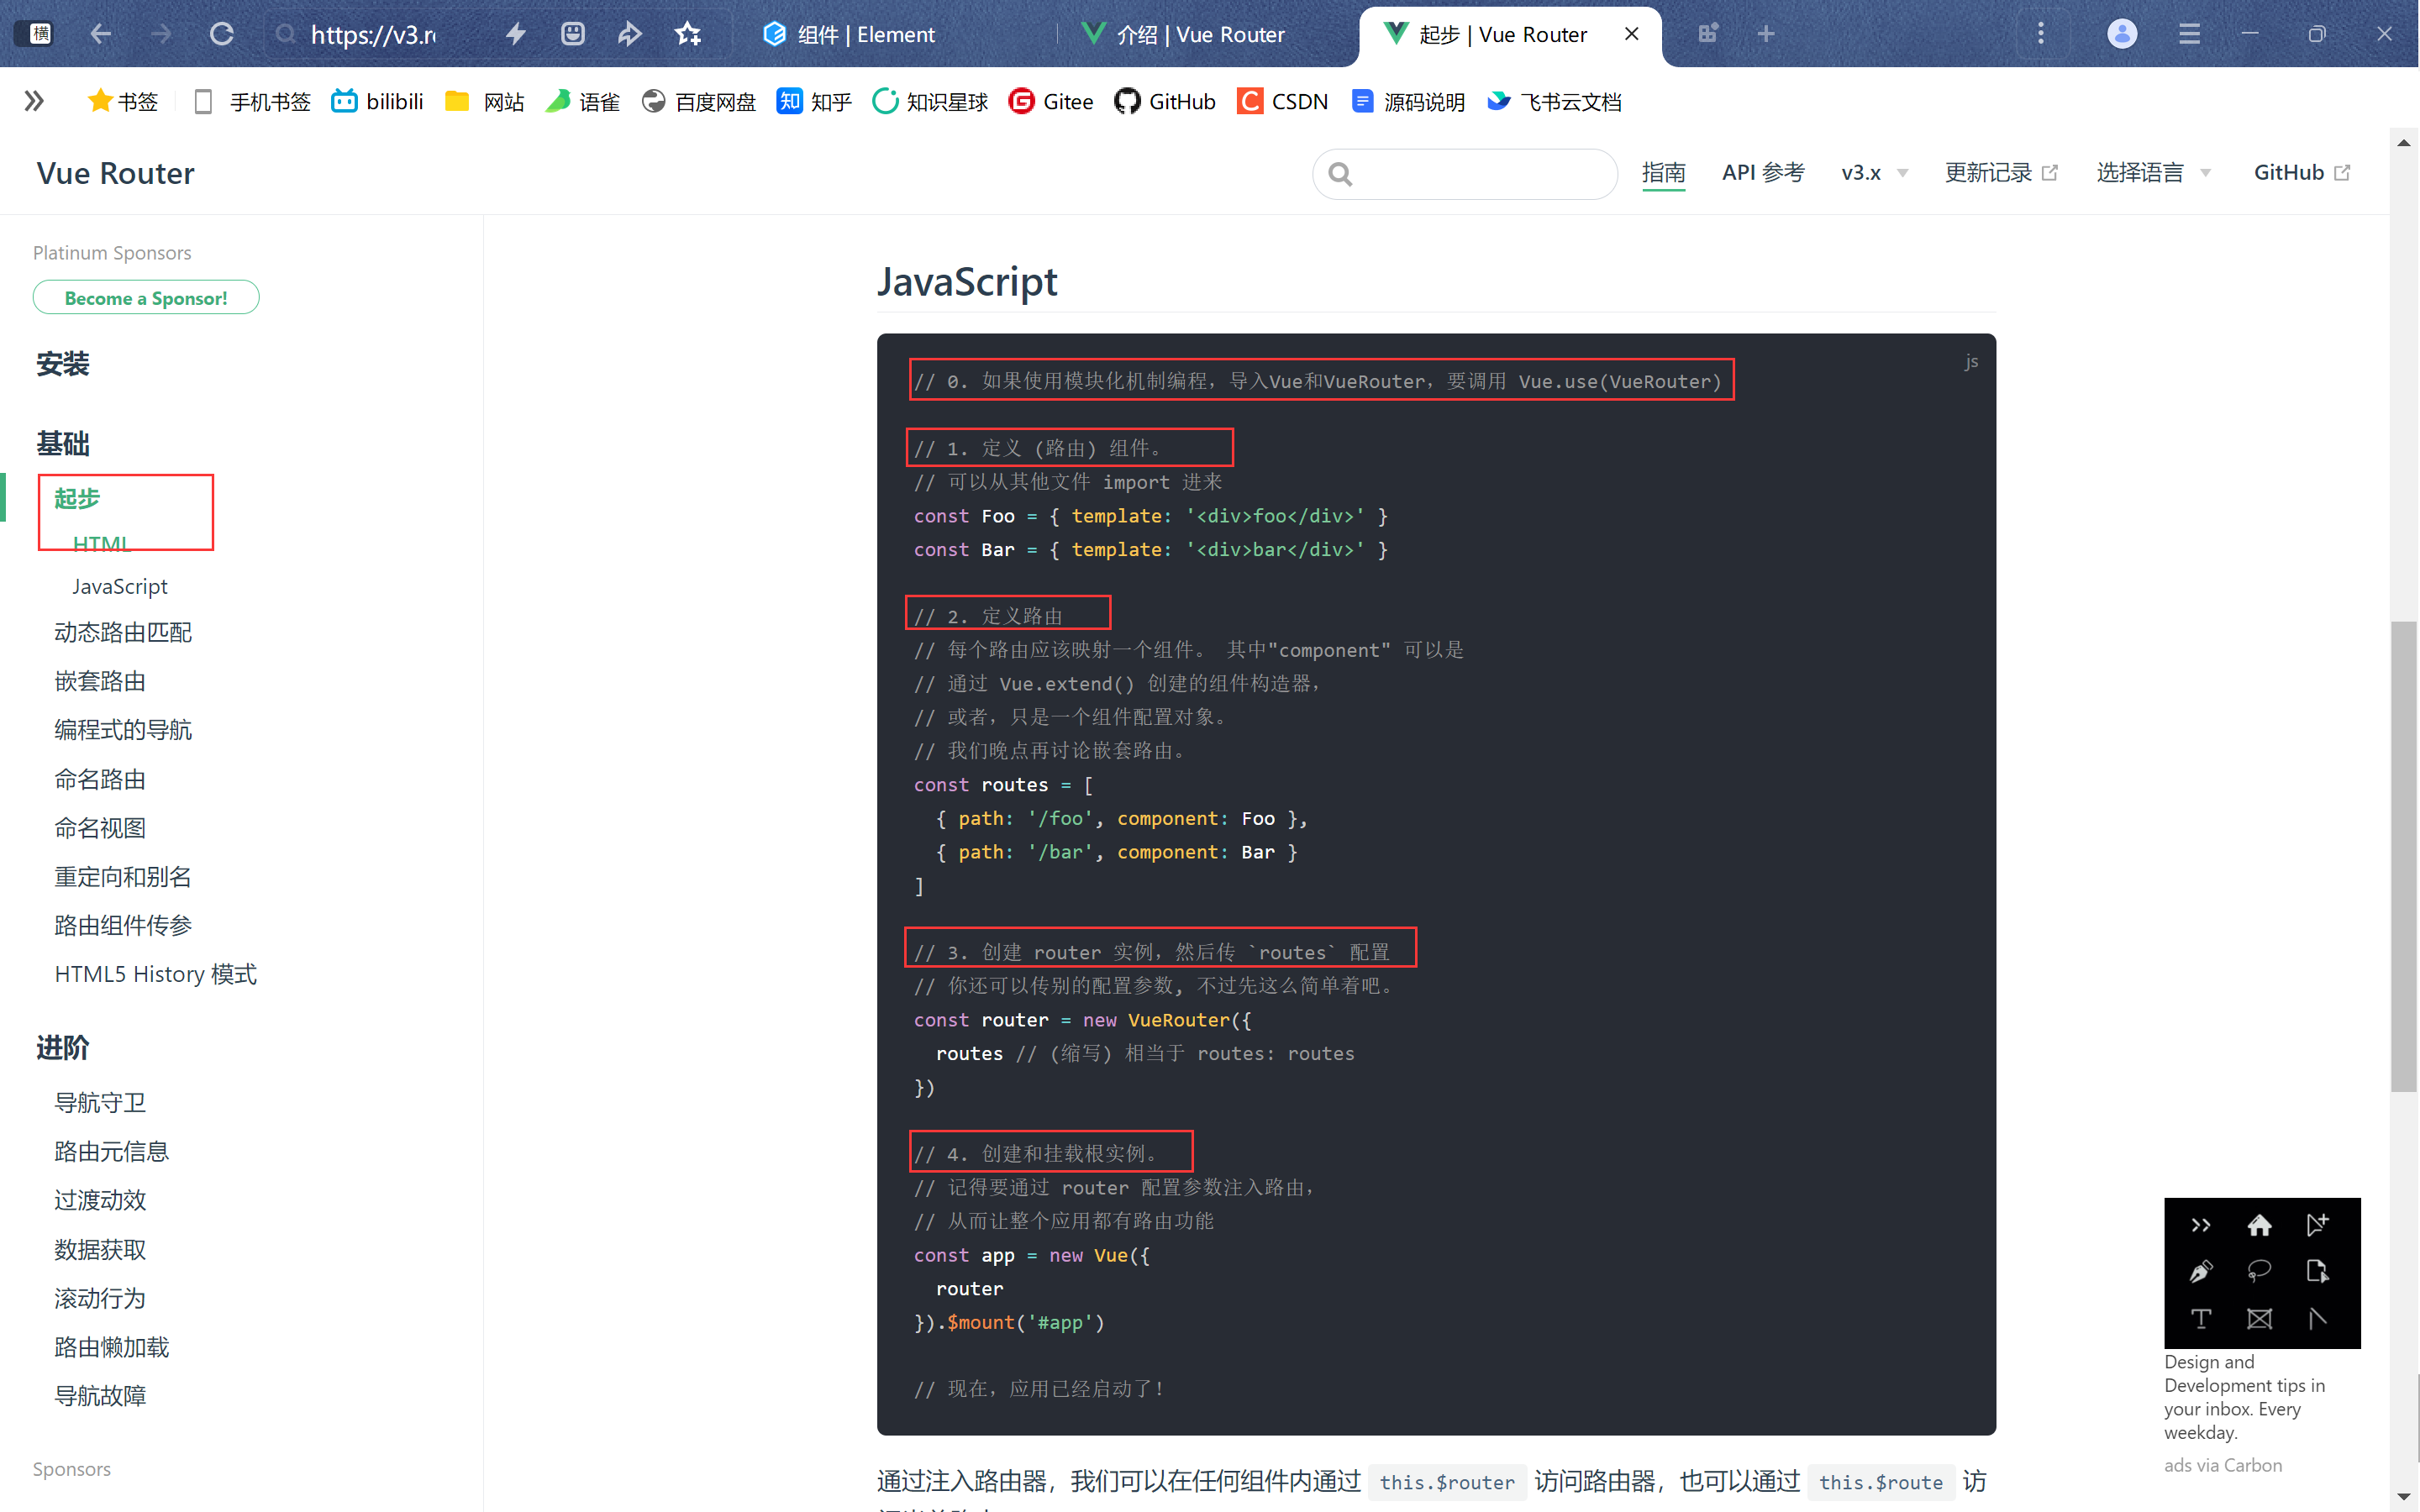 横
https://v3.r
组件 | Element
介绍 | Vue Router
起步 | Vue Router
书签
手机书签
bilibili
网站
语雀
百度网盘
知 知乎
知识星球
Gitee
GitHub
CSDN
源码说明
飞书云文档
Vue Router
指南
API 参考
v3.x
更新记录
选择语言
GitHub
Platinum Sponsors
Become a Sponsor!
安装
基础
起步
HTML
JavaScript
动态路由匹配
嵌套路由
编程式的导航
命名路由
命名视图
重定向和别名
路由组件传参
HTML5 History 模式
进阶
导航守卫
路由元信息
过渡动效
数据获取
滚动行为
路由懒加载
导航故障
Sponsors
JavaScript
js
// 0. 如果使用模块化机制编程，导入Vue和VueRouter，要调用 Vue.use(VueRouter)
// 1. 定义 (路由) 组件。
// 可以从其他文件 import 进来
const Foo = { template: '<div>foo</div>' }
const Bar = { template: '<div>bar</div>' }
// 2. 定义路由
// 每个路由应该映射一个组件。 其中"component" 可以是
// 通过 Vue.extend() 创建的组件构造器，
// 或者，只是一个组件配置对象。
// 我们晚点再讨论嵌套路由。
const routes = [
  { path: '/foo', component: Foo },
  { path: '/bar', component: Bar }
]
// 3. 创建 router 实例，然后传 `routes` 配置
// 你还可以传别的配置参数, 不过先这么简单着吧。
const router = new VueRouter({
  routes // (缩写) 相当于 routes: routes
})
// 4. 创建和挂载根实例。
// 记得要通过 router 配置参数注入路由，
// 从而让整个应用都有路由功能
const app = new Vue({
  router
}).$mount('#app')
// 现在，应用已经启动了！
通过注入路由器，我们可以在任何组件内通过 this.$router 访问路由器，也可以通过 this.$route 访
Design and
Development tips in
your inbox. Every
weekday.
ads via Carbon